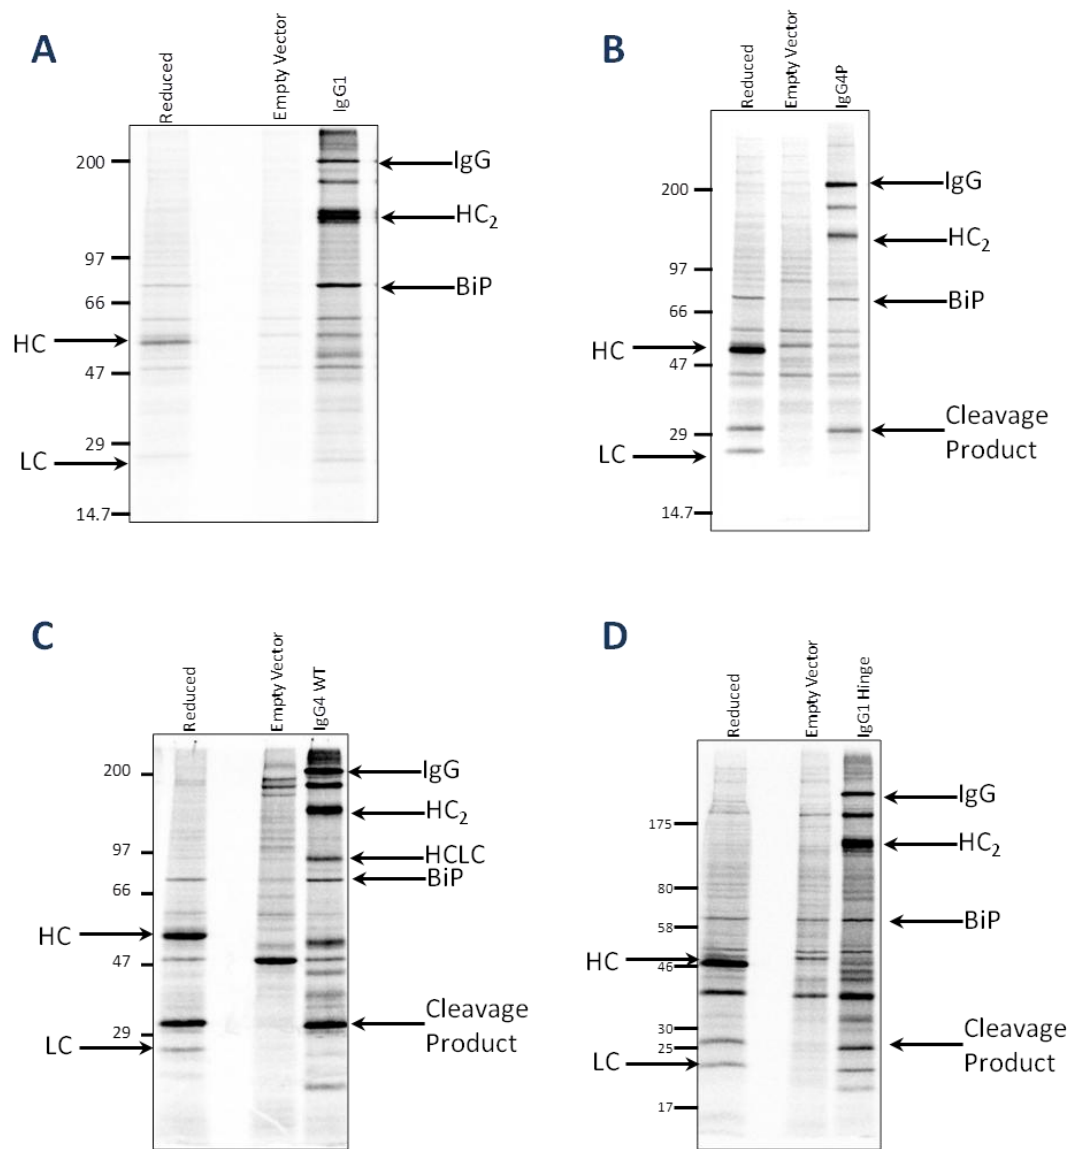 A
Reduced
Empty Vector
IgG1
200
97
66
47
29
14.7
HC
LC
IgG
HC₂
BiP
B
Reduced
Empty Vector
IgG4P
200
97
66
47
29
14.7
HC
LC
IgG
HC₂
BiP
Cleavage
Product
C
Reduced
Empty Vector
IgG4 WT
200
97
66
47
29
HC
LC
IgG
HC₂
HCLC
BiP
Cleavage
Product
D
Reduced
Empty Vector
IgG1 Hinge
175
80
58
46
30
25
17
HC
LC
IgG
HC₂
BiP
Cleavage
Product